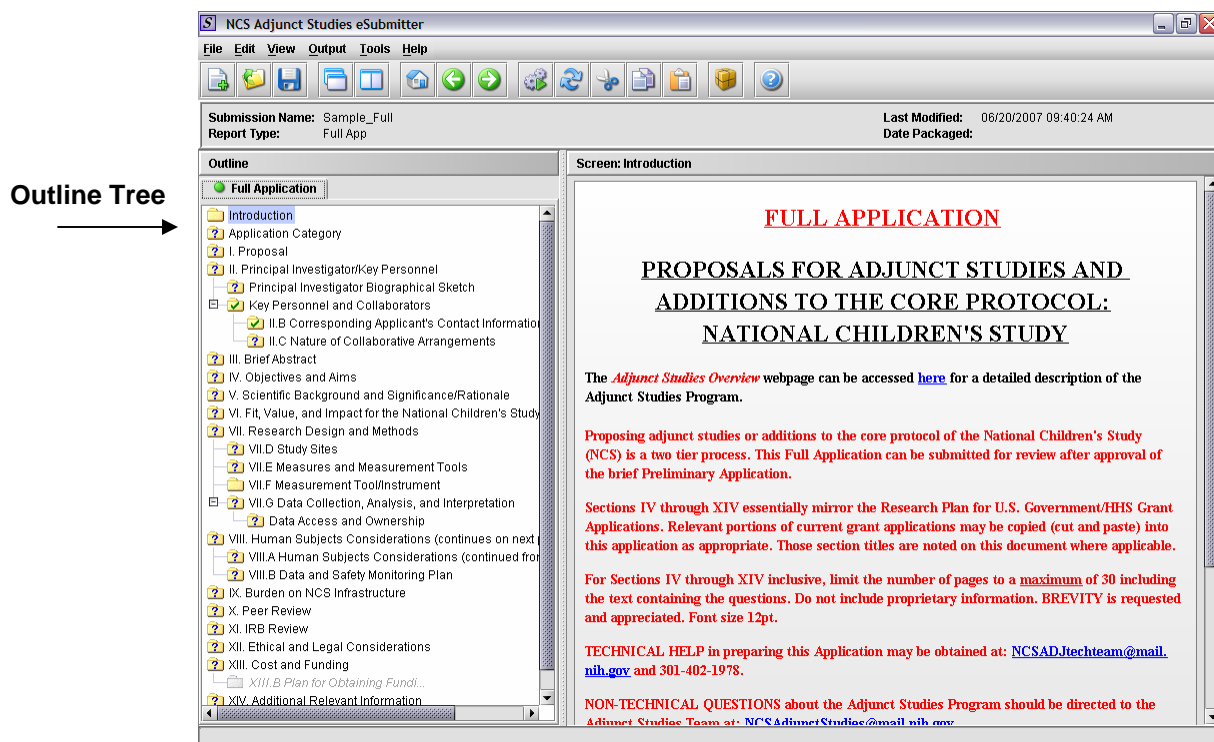 NCS Adjunct Studies eSubmitter
File Edit View Output Tools Help
Submission Name: Sample_Full
Last Modified: 06/20/2007 09:40:24 AM
Report Type: Full App
Date Packaged:
Outline
Screen: Introduction
Outline Tree
Full Application
Introduction
Application Category
I. Proposal
II. Principal Investigator/Key Personnel
Principal Investigator Biographical Sketch
Key Personnel and Collaborators
II.B Corresponding Applicant's Contact Information
II.C Nature of Collaborative Arrangements
III. Brief Abstract
IV. Objectives and Aims
V. Scientific Background and Significance/Rationale
VI. Fit, Value, and Impact for the National Children's Study
VII. Research Design and Methods
VII.D Study Sites
VII.E Measures and Measurement Tools
VII.F Measurement Tool/Instrument
VII.G Data Collection, Analysis, and Interpretation
Data Access and Ownership
VIII. Human Subjects Considerations (continues on next
VIII.A Human Subjects Considerations (continued fro
VIII.B Data and Safety Monitoring Plan
IX. Burden on NCS Infrastructure
X. Peer Review
XI. IRB Review
XII. Ethical and Legal Considerations
XIII. Cost and Funding
XIII.B Plan for Obtaining Fundi...
XIV. Additional Relevant Information
FULL APPLICATION
PROPOSALS FOR ADJUNCT STUDIES AND
ADDITIONS TO THE CORE PROTOCOL:
NATIONAL CHILDREN'S STUDY
The Adjunct Studies Overview webpage can be accessed here for a detailed description of the
Adjunct Studies Program.
Proposing adjunct studies or additions to the core protocol of the National Children's Study
(NCS) is a two tier process. This Full Application can be submitted for review after approval of
the brief Preliminary Application.
Sections IV through XIV essentially mirror the Research Plan for U.S. Government/HHS Grant
Applications. Relevant portions of current grant applications may be copied (cut and paste) into
this application as appropriate. Those section titles are noted on this document where applicable.
For Sections IV through XIV inclusive, limit the number of pages to a maximum of 30 including
the text containing the questions. Do not include proprietary information. BREVITY is requested
and appreciated. Font size 12pt.
TECHNICAL HELP in preparing this Application may be obtained at: NCSADJtechteam@mail.
nih.gov and 301-402-1978.
NON-TECHNICAL QUESTIONS about the Adjunct Studies Program should be directed to the
Adjunct Studies Team at: NCSAdjunctStudies@mail.nih.gov